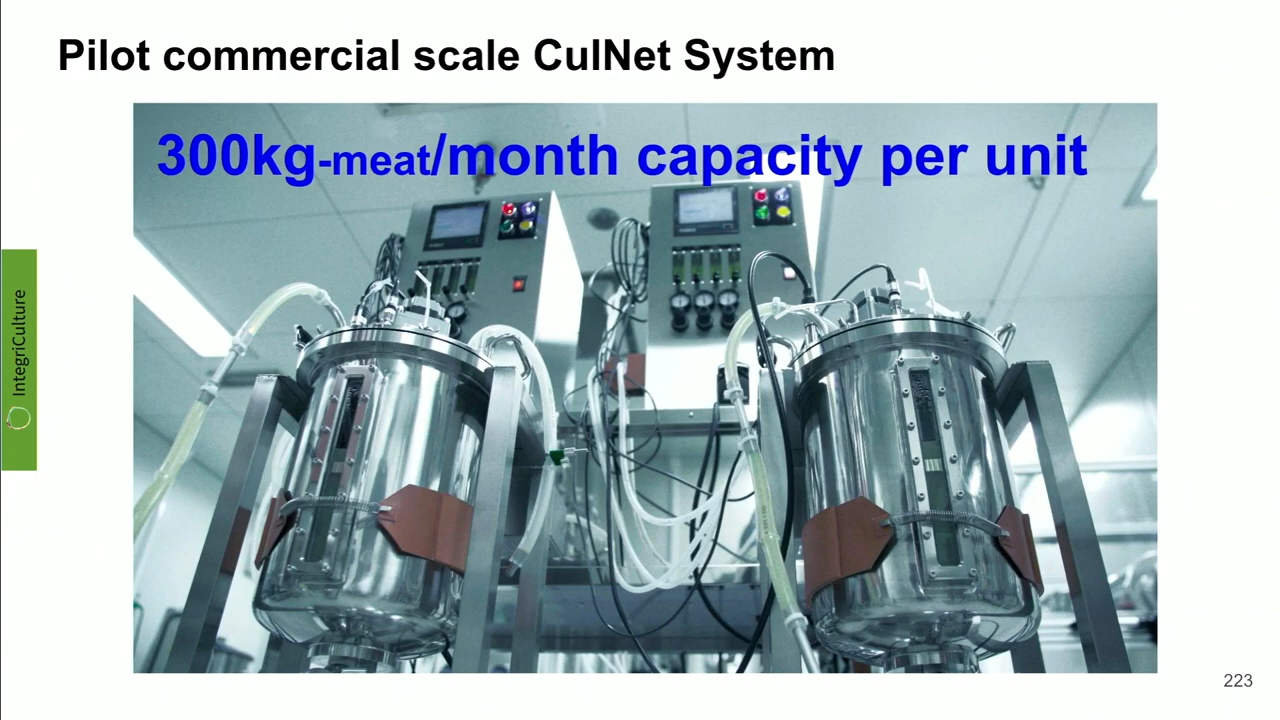 Pilot commercial scale CulNet System
300kg-meat/month capacity per unit
IntegriCulture
223